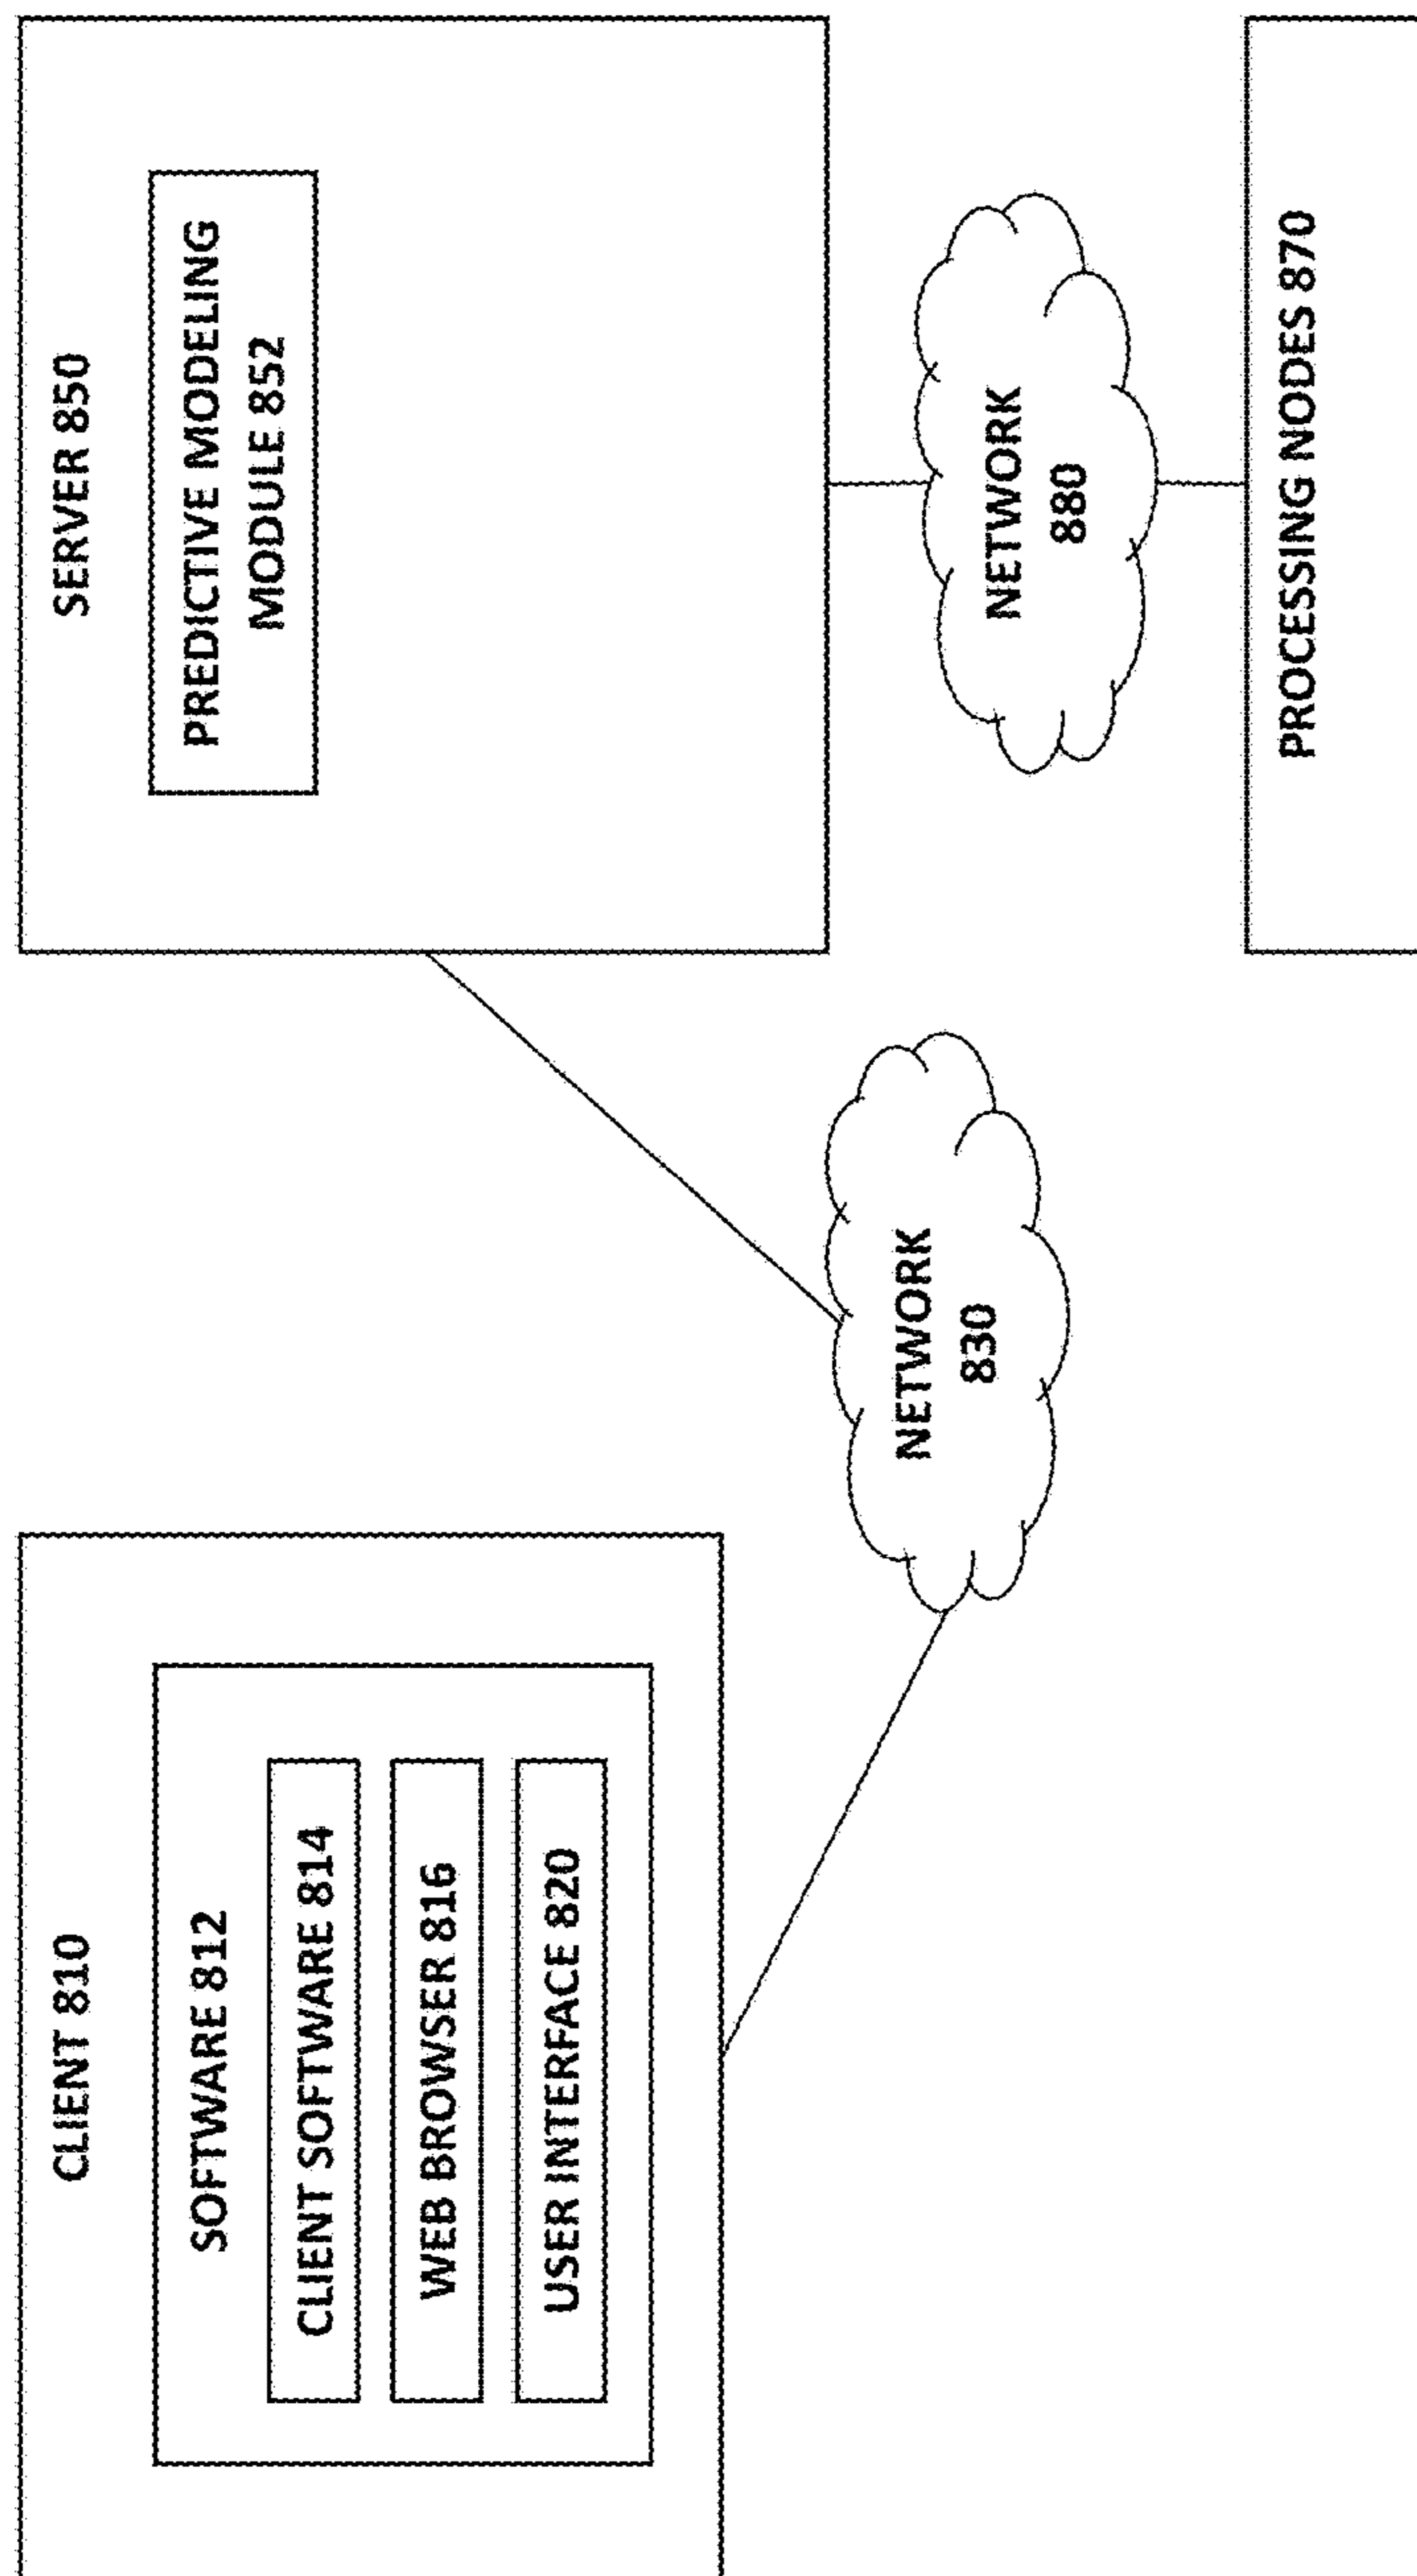 CLIENT 810
SOFTWARE 812
CLIENT SOFTWARE 814
WEB BROWSER 816
USER INTERFACE 820
NETWORK
830
SERVER 850
PREDICTIVE MODELING
MODULE 852
NETWORK
880
PROCESSING NODES 870